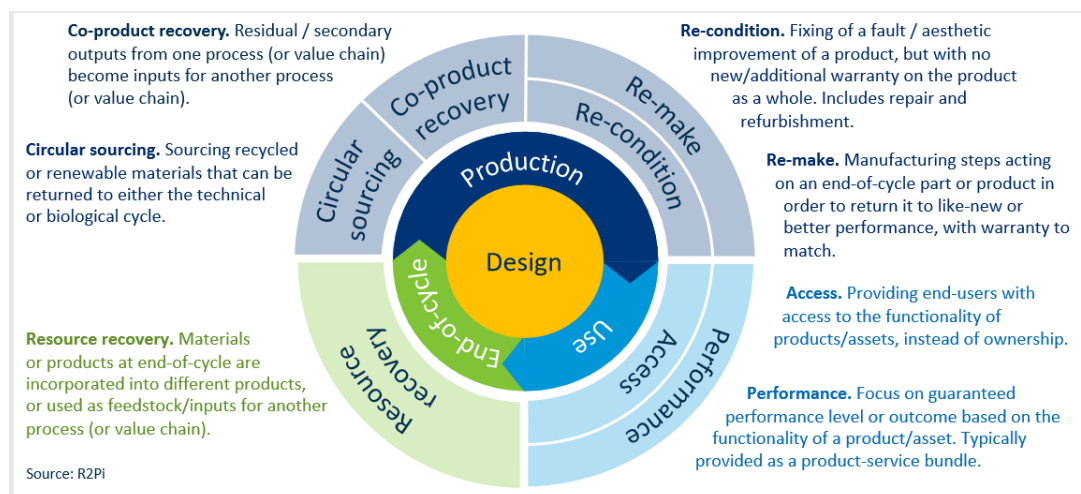 Co-product recovery. Residual / secondary
outputs from one process (or value chain)
become inputs for another process
(or value chain).
Circular sourcing. Sourcing recycled
or renewable materials that can be
returned to either the technical
or biological cycle.
Resource recovery. Materials
or products at end-of-cycle are
incorporated into different products,
or used as feedstock/inputs for another
process (or value chain).
Source: R2Pi
Co-product
recovery
Circular
sourcing
Re-make
Re-condition
Production
Design
End-of-cycle
Use
Resource
recovery
Access
Performance
Re-condition. Fixing of a fault / aesthetic
improvement of a product, but with no
new/additional warranty on the product
as a whole. Includes repair and
refurbishment.
Re-make. Manufacturing steps acting
on an end-of-cycle part or product in
order to return it to like-new or
better performance, with warranty to
match.
Access. Providing end-users with
access to the functionality of
products/assets, instead of ownership.
Performance. Focus on guaranteed
performance level or outcome based on the
functionality of a product/asset. Typically
provided as a product-service bundle.